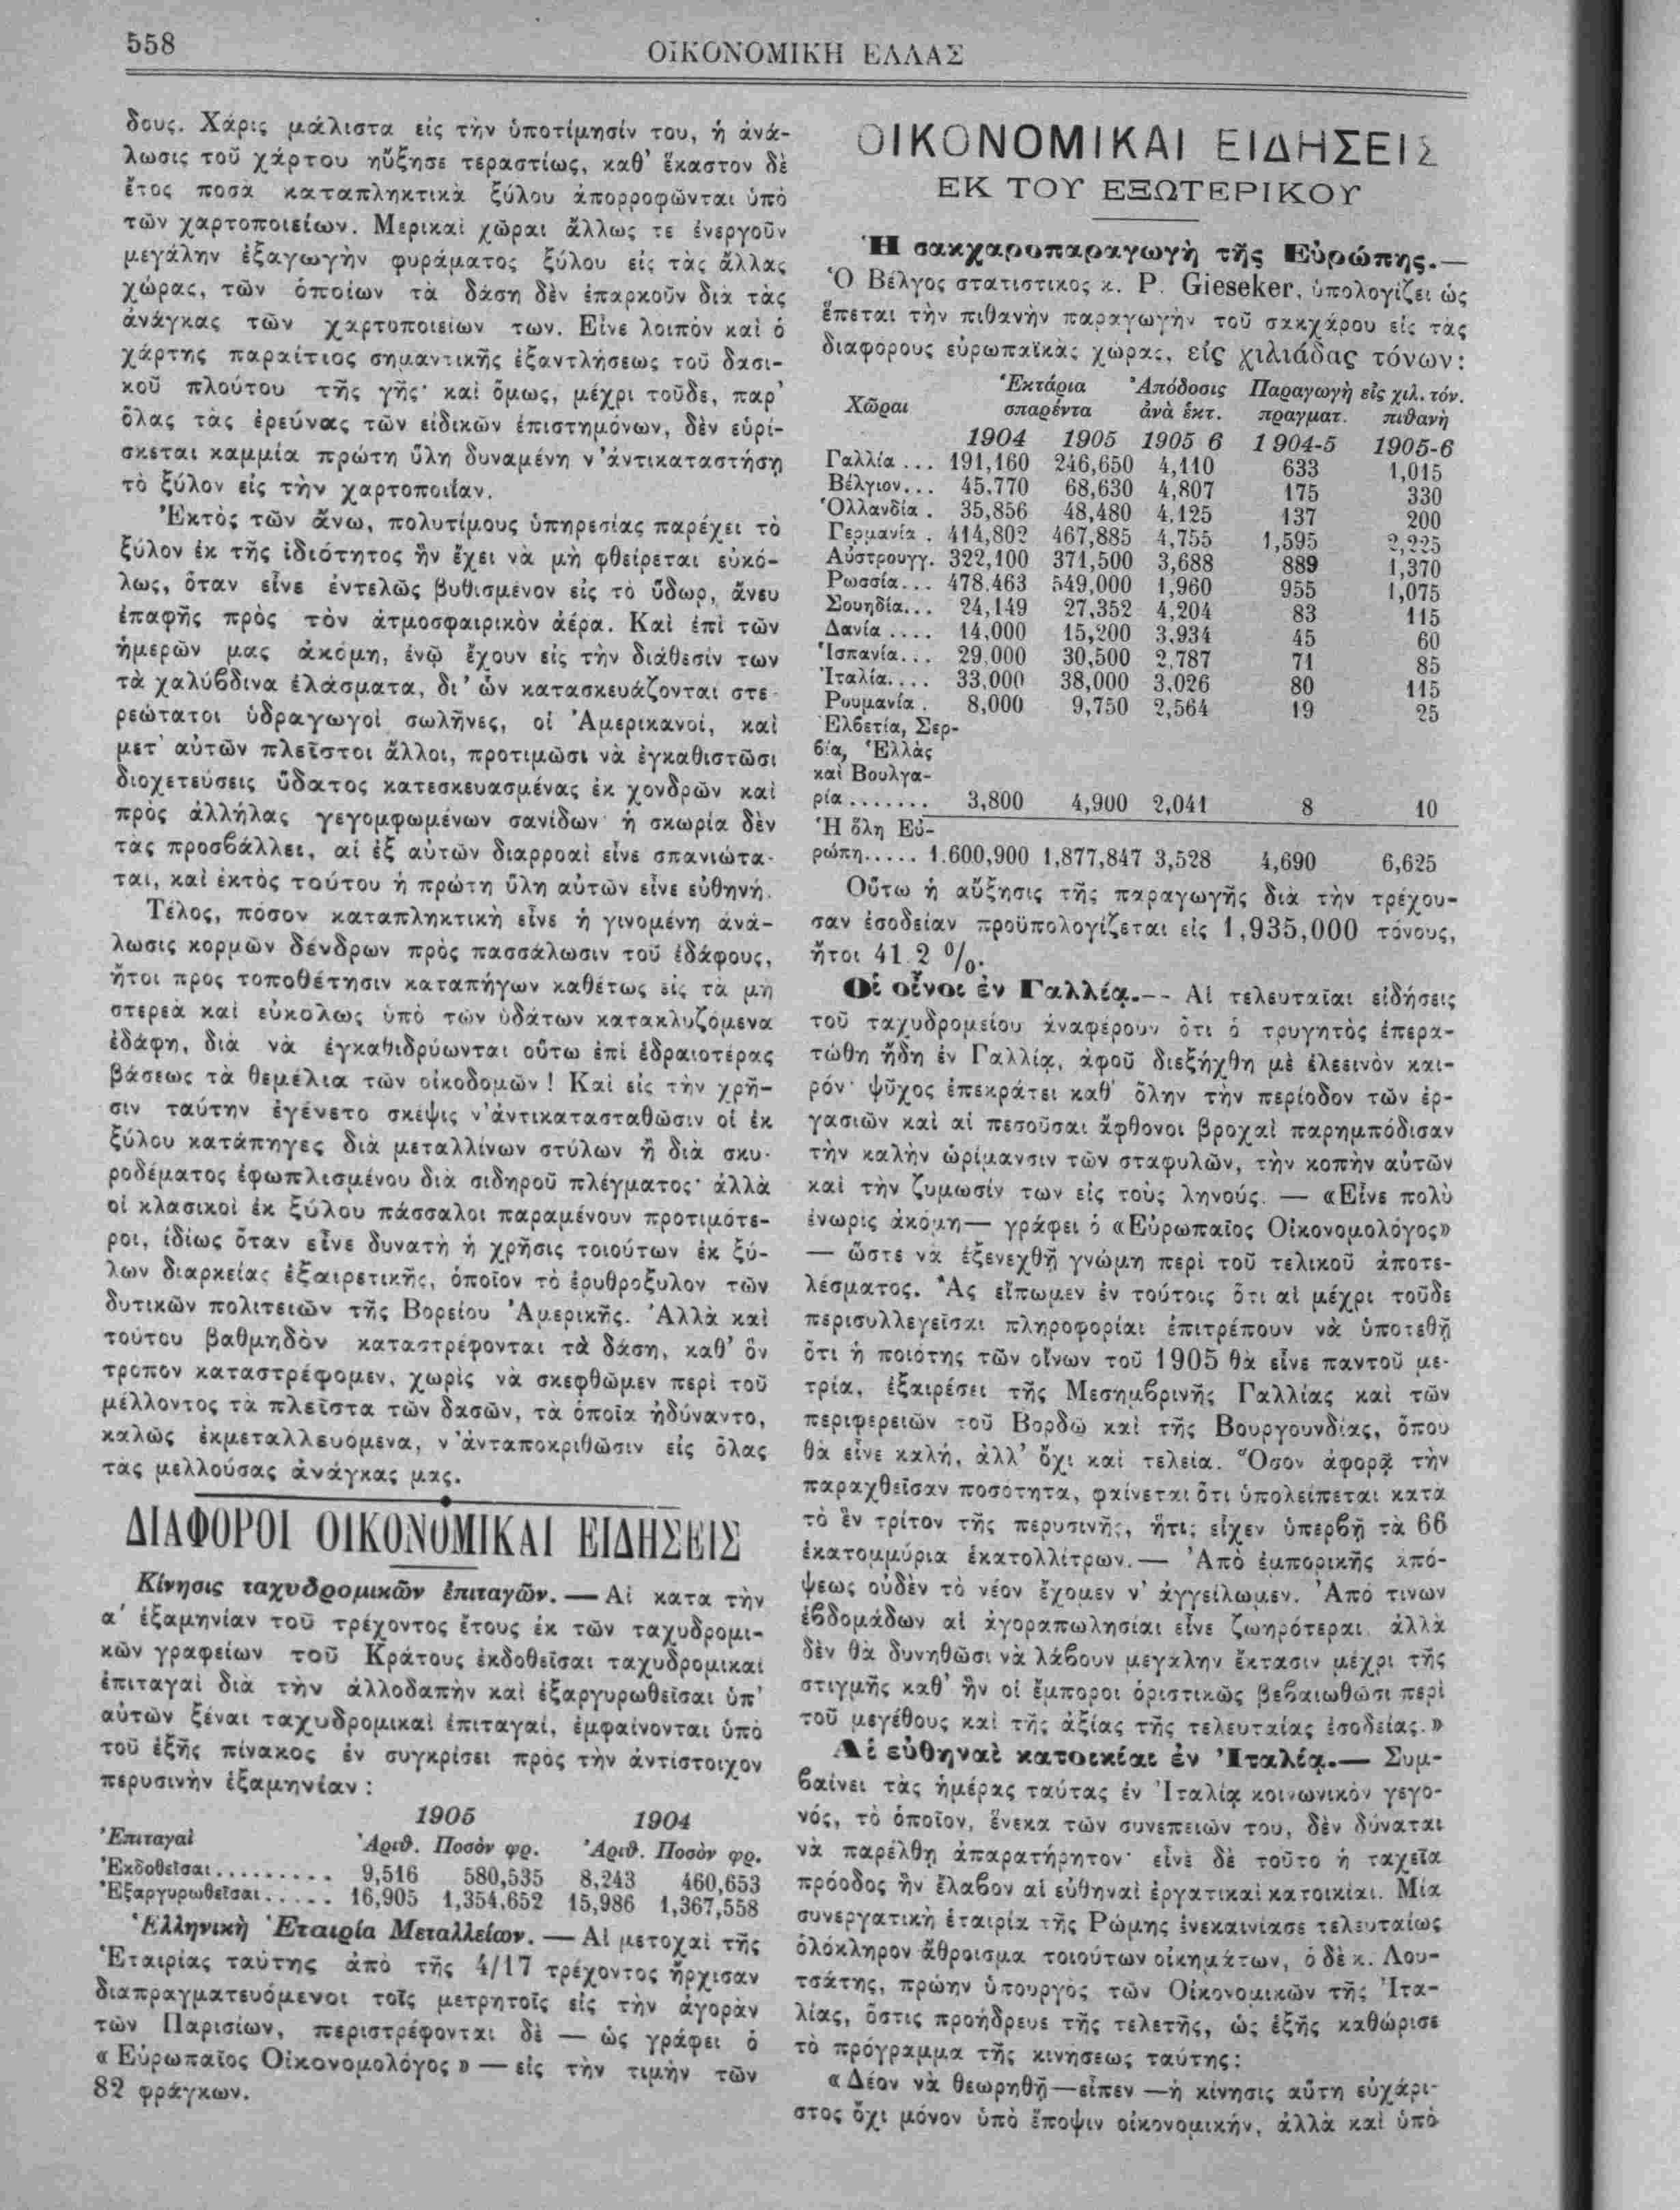 558
ΟΙΚΟΝΟΜΙΚΗ ΕΛΛΑΣ
δους. Χάρις μάλιστα εἰς τὴν ὑποτίμησίν του, ἡ ἀνά-
λωσις τοῦ χάρτου ηὔξησε τεραστίως, καθ’ ἕκαστον δὲ
ἔτος ποσὰ καταπληκτικὰ ξύλου ἀπορροφῶνται ὑπὸ
τῶν χαρτοποιείων. Μερικαὶ χῶραι ἄλλως τε ἐνεργοῦν
μεγάλην ἐξαγωγὴν φυράματος ξύλου εἰς τὰς ἄλλας
χώρας, τῶν ὁποίων τὰ δάση δὲν ἐπαρκοῦν διὰ τὰς
ἀνάγκας τῶν χαρτοποιείων των. Εἶνε λοιπὸν καὶ ὁ
χάρτης παραίτιος σημαντικῆς ἐξαντλήσεως τοῦ δασι-
κοῦ πλούτου τῆς γῆς· καὶ ὅμως, μέχρι τοῦδε, παρ’
ὅλας τὰς ἐρεύνας τῶν εἰδικῶν ἐπιστημόνων, δὲν εὑρί-
σκεται καμμία πρώτη ὕλη δυναμένη ν’ἀντικαταστήσῃ
τὸ ξύλον εἰς τὴν χαρτοποιΐαν.
Ἐκτὸς τῶν ἄνω, πολυτίμους ὑπηρεσίας παρέχει τὸ
ξύλον ἐκ τῆς ἰδιότητος ἣν ἔχει νὰ μὴ φθείρεται εὐκό-
λως, ὅταν εἶνε ἐντελῶς βυθισμένον εἰς τὸ ὕδωρ, ἄνευ
ἐπαφῆς πρὸς τὸν ἀτμοσφαιρικὸν ἀέρα. Καὶ ἐπὶ τῶν
ἡμερῶν μας ἀκόμη, ἐνῷ ἔχουν εἰς τὴν διάθεσίν των
τὰ χαλύβδινα ἐλάσματα, δι’ ὧν κατασκευάζονται στε-
ρεώτατοι ὑδραγωγοὶ σωλῆνες, οἱ Ἀμερικανοί, καὶ
μετ’ αὐτῶν πλεῖστοι ἄλλοι, προτιμῶσι νὰ ἐγκαθιστῶσι
διοχετεύσεις ὕδατος κατεσκευασμένας ἐκ χονδρῶν καὶ
πρὸς ἀλλήλας γεγομφωμένων σανίδων· ἡ σκωρία δὲν
τὰς προσβάλλει, αἱ ἐξ αὐτῶν διαρροαὶ εἶνε σπανιώτα-
ται, καὶ ἐκτὸς τούτου ἡ πρώτη ὕλη αὐτῶν εἶνε εὐθηνή.
Τέλος, πόσον καταπληκτικὴ εἶνε ἡ γινομένη ἀνά-
λωσις κορμῶν δένδρων πρὸς πασσάλωσιν τοῦ ἐδάφους,
ἤτοι πρὸς τοποθέτησιν καταπήγων καθέτως εἰς τὰ μὴ
στερεὰ καὶ εὐκόλως ὑπὸ τῶν ὑδάτων κατακλυζόμενα
ἐδάφη, διὰ νὰ ἐγκαθιδρύωνται οὕτω ἐπὶ ἑδραιοτέρας
βάσεως τὰ θεμέλια τῶν οἰκοδομῶν! Καὶ εἰς τὴν χρῆ-
σιν ταύτην ἐγένετο σκέψις ν’ἀντικατασταθῶσιν οἱ ἐκ
ξύλου κατάπηγες διὰ μεταλλίνων στύλων ἢ διὰ σκυ-
ροδέματος ἐφωπλισμένου διὰ σιδηροῦ πλέγματος· ἀλλὰ
οἱ κλασικοὶ ἐκ ξύλου πάσσαλοι παραμένουν προτιμότε-
ροι, ἰδίως ὅταν εἶνε δυνατὴ ἡ χρῆσις τοιούτων ἐκ ξύ-
λων διαρκείας ἐξαιρετικῆς, ὁποῖον τὸ ἐρυθρόξυλον τῶν
δυτικῶν πολιτειῶν τῆς Βορείου Ἀμερικῆς. Ἀλλὰ καὶ
τούτου βαθμηδὸν καταστρέφονται τὰ δάση, καθ’ ὃν
τρόπον καταστρέφομεν, χωρὶς νὰ σκεφθῶμεν περὶ τοῦ
μέλλοντος τὰ πλεῖστα τῶν δασῶν, τὰ ὁποῖα ἠδύναντο,
καλῶς ἐκμεταλλευόμενα, ν’ἀνταποκριθῶσιν εἰς ὅλας
τὰς μελλούσας ἀνάγκας μας.
ΔΙΑΦΟΡΟΙ ΟΙΚΟΝΟΜΙΚΑΙ ΕΙΔΗΣΕΙΣ
Κίνησις ταχυδρομικῶν ἐπιταγῶν. — Αἱ κατὰ τὴν
α΄ ἑξαμηνίαν τοῦ τρέχοντος ἔτους ἐκ τῶν ταχυδρομι-
κῶν γραφείων τοῦ Κράτους ἐκδοθεῖσαι ταχυδρομικαὶ
ἐπιταγαὶ διὰ τὴν ἀλλοδαπὴν καὶ ἐξαργυρωθεῖσαι ὑπ’
αὐτῶν ξέναι ταχυδρομικαὶ ἐπιταγαί, ἐμφαίνονται ὑπὸ
τοῦ ἑξῆς πίνακος ἐν συγκρίσει πρὸς τὴν ἀντίστοιχον
περυσινὴν ἑξαμηνίαν :
1905 1904
Ἐπιταγαὶ Ἀριθ. Ποσὸν φρ. Ἀριθ. Ποσὸν φρ.
Ἐκδοθεῖσαι.......... 9,516 580,535 8,243 460,653
Ἐξαργυρωθεῖσαι..... 16,905 1,354,652 15,986 1,367,558
Ἑλληνικὴ Ἑταιρία Μεταλλείων. — Αἱ μετοχαὶ τῆς
Ἑταιρίας ταύτης ἀπὸ τῆς 4/17 τρέχοντος ἤρχισαν
διαπραγματευόμενοι τοῖς μετρητοῖς εἰς τὴν ἀγορὰν
τῶν Παρισίων, περιστρέφονται δὲ — ὡς γράφει ὁ
« Εὐρωπαῖος Οἰκονομολόγος » — εἰς τὴν τιμὴν τῶν
82 φράγκων.
ΟΙΚΟΝΟΜΙΚΑΙ ΕΙΔΗΣΕΙΣ
ΕΚ ΤΟΥ ΕΞΩΤΕΡΙΚΟΥ
Ἡ σακχαροπαραγωγὴ τῆς Εὐρώπης.—
Ὁ Βέλγος στατιστικὸς κ. P. Gieseker, ὑπολογίζει ὡς
ἕπεται τὴν πιθανὴν παραγωγὴν τοῦ σακχάρου εἰς τὰς
διαφόρους εὐρωπαϊκὰς χώρας, εἰς χιλιάδας τόνων:
Χῶραι Ἑκτάρια σπαρέντα Ἀπόδοσις ἀνὰ ἑκτ. Παραγωγὴ εἰς χιλ. τόν. πραγματ. πιθανὴ
1904 1905 1905 6 1904-5 1905-6
Γαλλία ... 191,160 246,650 4,110 633 1,015
Βέλγιον... 45,770 68,630 4,807 175 330
Ὁλλανδία . 35,856 48,480 4,125 137 200
Γερμανία . 414,802 467,885 4,755 1,595 2,225
Αὐστρουγγ. 322,100 371,500 3,688 889 1,370
Ρωσσία... 478,463 549,000 1,960 955 1,075
Σουηδία... 24,149 27,352 4,204 83 115
Δανία .... 14,000 15,200 3,934 45 60
Ἱσπανία... 29,000 30,500 2,787 71 85
Ἰταλία.... 33,000 38,000 3,026 80 115
Ρουμανία . 8,000 9,750 2,564 19 25
Ἐλβετία, Σερ-
βία, Ἑλλὰς
καὶ Βουλγα-
ρία ....... 3,800 4,900 2,041 8 10
Ἡ ὅλη Εὐ-
ρώπη..... 1.600,900 1,877,847 3,528 4,690 6,625
Οὕτω ἡ αὔξησις τῆς παραγωγῆς διὰ τὴν τρέχου-
σαν ἐσοδείαν προϋπολογίζεται εἰς 1,935,000 τόνους,
ἤτοι 41.2 %.
Οἱ οἶνοι ἐν Γαλλίᾳ.— Αἱ τελευταῖαι εἰδήσεις
τοῦ ταχυδρομείου ἀναφέρουν ὅτι ὁ τρυγητὸς ἐπερα-
τώθη ἤδη ἐν Γαλλίᾳ, ἀφοῦ διεξήχθη μὲ ἐλεεινὸν και-
ρόν· ψῦχος ἐπεκράτει καθ’ ὅλην τὴν περίοδον τῶν ἐρ-
γασιῶν καὶ αἱ πεσοῦσαι ἄφθονοι βροχαὶ παρημπόδισαν
τὴν καλὴν ὡρίμανσιν τῶν σταφυλῶν, τὴν κοπὴν αὐτῶν
καὶ τὴν ζύμωσίν των εἰς τοὺς ληνούς. — «Εἶνε πολὺ
ἐνωρὶς ἀκόμη— γράφει ὁ «Εὐρωπαῖος Οἰκονομολόγος»
— ὥστε νὰ ἐξενεχθῇ γνώμη περὶ τοῦ τελικοῦ ἀποτε-
λέσματος. Ἂς εἴπωμεν ἐν τούτοις ὅτι αἱ μέχρι τοῦδε
περισυλλεγεῖσαι πληροφορίαι ἐπιτρέπουν νὰ ὑποτεθῇ
ὅτι ἡ ποιότης τῶν οἴνων τοῦ 1905 θὰ εἶνε παντοῦ με-
τρία, ἐξαιρέσει τῆς Μεσημβρινῆς Γαλλίας καὶ τῶν
περιφερειῶν τοῦ Βορδὼ καὶ τῆς Βουργουνδίας, ὅπου
θὰ εἶνε καλή, ἀλλ’ ὄχι καὶ τελεία. Ὅσον ἀφορᾷ τὴν
παραχθεῖσαν ποσότητα, φαίνεται ὅτι ὑπολείπεται κατὰ
τὸ ἓν τρίτον τῆς περυσινῆς, ἥτις εἶχεν ὑπερβῆ τὰ 66
ἑκατομμύρια ἑκατολλίτρων.— Ἀπὸ ἐμπορικῆς ἀπό-
ψεως οὐδὲν τὸ νέον ἔχομεν ν’ ἀγγείλωμεν. Ἀπό τινων
ἑβδομάδων αἱ ἀγοραπωλησίαι εἶνε ζωηρότεραι, ἀλλὰ
δὲν θὰ δυνηθῶσι νὰ λάβουν μεγάλην ἔκτασιν μέχρι τῆς
στιγμῆς καθ’ ἣν οἱ ἔμποροι ὁριστικῶς βεβαιωθῶσι περὶ
τοῦ μεγέθους καὶ τῆς ἀξίας τῆς τελευταίας ἐσοδείας.»
Αἱ εὐθηναὶ κατοικίαι ἐν Ἰταλίᾳ.— Συμ-
βαίνει τὰς ἡμέρας ταύτας ἐν Ἰταλίᾳ κοινωνικὸν γεγο-
νός, τὸ ὁποῖον, ἕνεκα τῶν συνεπειῶν του, δὲν δύναται
νὰ παρέλθῃ ἀπαρατήρητον· εἶνε δὲ τοῦτο ἡ ταχεῖα
πρόοδος ἣν ἔλαβον αἱ εὐθηναὶ ἐργατικαὶ κατοικίαι. Μία
συνεργατικὴ ἑταιρία τῆς Ρώμης ἐνεκαινίασε τελευταίως
ὁλόκληρον ἄθροισμα τοιούτων οἰκημάτων, ὁ δὲ κ. Λου-
τσάτης, πρώην ὑπουργὸς τῶν Οἰκονομικῶν τῆς Ἰτα-
λίας, ὅστις προήδρευε τῆς τελετῆς, ὡς ἑξῆς καθώρισε
τὸ πρόγραμμα τῆς κινήσεως ταύτης:
« Δέον νὰ θεωρηθῇ—εἶπεν —ἡ κίνησις αὕτη εὐχάρι-
στος ὄχι μόνον ὑπὸ ἔποψιν οἰκονομικήν, ἀλλὰ καὶ ὑπὸ